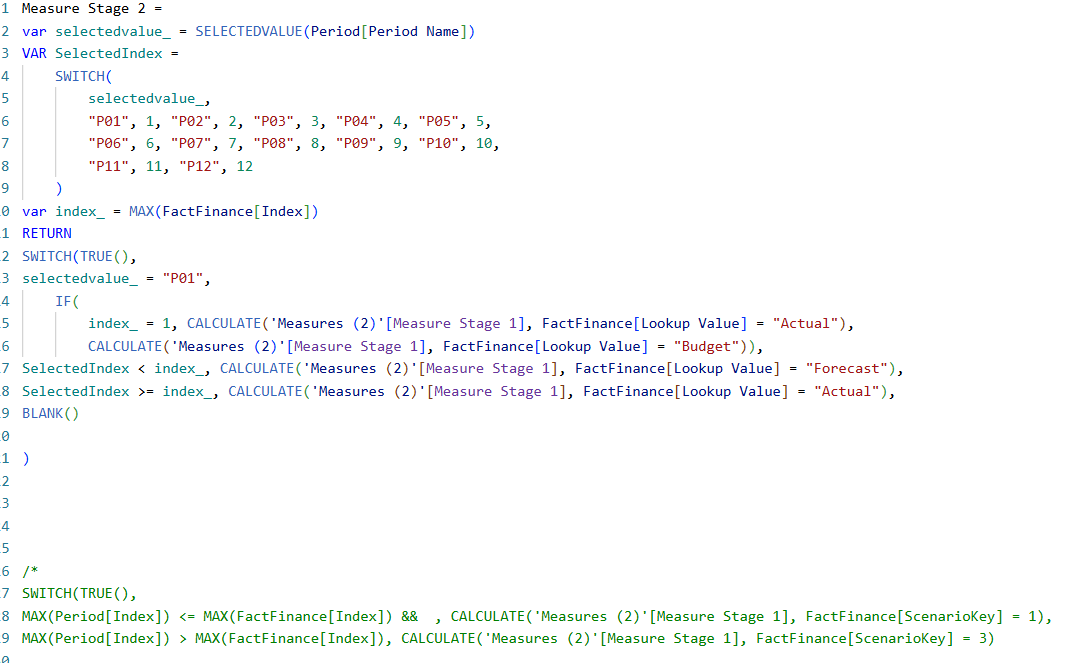 1 Measure Stage 2 =
2 var selectedvalue_ = SELECTEDVALUE(Period[Period Name])
3 VAR SelectedIndex =
4     SWITCH(
5         selectedvalue_,
6         "P01", 1, "P02", 2, "P03", 3, "P04", 4, "P05", 5,
7         "P06", 6, "P07", 7, "P08", 8, "P09", 9, "P10", 10,
8         "P11", 11, "P12", 12
9     )
0 var index_ = MAX(FactFinance[Index])
1 RETURN
2 SWITCH(TRUE(),
3 selectedvalue_ = "P01",
4     IF(
5         index_ = 1, CALCULATE('Measures (2)'[Measure Stage 1], FactFinance[Lookup Value] = "Actual"),
6         CALCULATE('Measures (2)'[Measure Stage 1], FactFinance[Lookup Value] = "Budget")),
7 SelectedIndex < index_, CALCULATE('Measures (2)'[Measure Stage 1], FactFinance[Lookup Value] = "Forecast"),
8 SelectedIndex >= index_, CALCULATE('Measures (2)'[Measure Stage 1], FactFinance[Lookup Value] = "Actual"),
9 BLANK()
0
1 )
2
3
4
5
6 /*
7 SWITCH(TRUE(),
8 MAX(Period[Index]) <= MAX(FactFinance[Index]) &&  , CALCULATE('Measures (2)'[Measure Stage 1], FactFinance[ScenarioKey] = 1),
9 MAX(Period[Index]) > MAX(FactFinance[Index]), CALCULATE('Measures (2)'[Measure Stage 1], FactFinance[ScenarioKey] = 3)